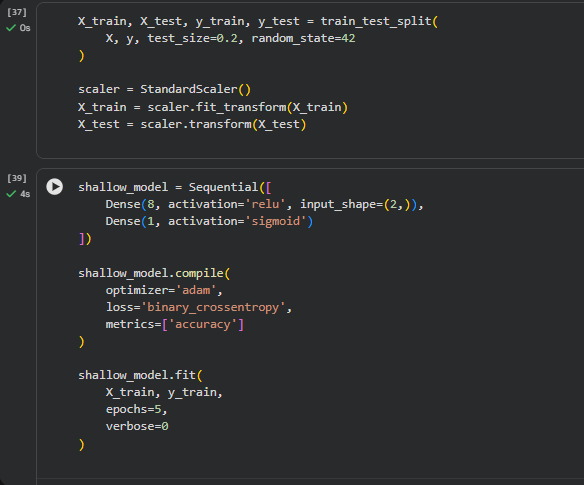 [37]
0s
X_train, X_test, y_train, y_test = train_test_split(
    X, y, test_size=0.2, random_state=42
)
scaler = StandardScaler()
X_train = scaler.fit_transform(X_train)
X_test = scaler.transform(X_test)
[39]
4s
shallow_model = Sequential([
    Dense(8, activation='relu', input_shape=(2,)),
    Dense(1, activation='sigmoid')
])
shallow_model.compile(
    optimizer='adam',
    loss='binary_crossentropy',
    metrics=['accuracy']
)
shallow_model.fit(
    X_train, y_train,
    epochs=5,
    verbose=0
)